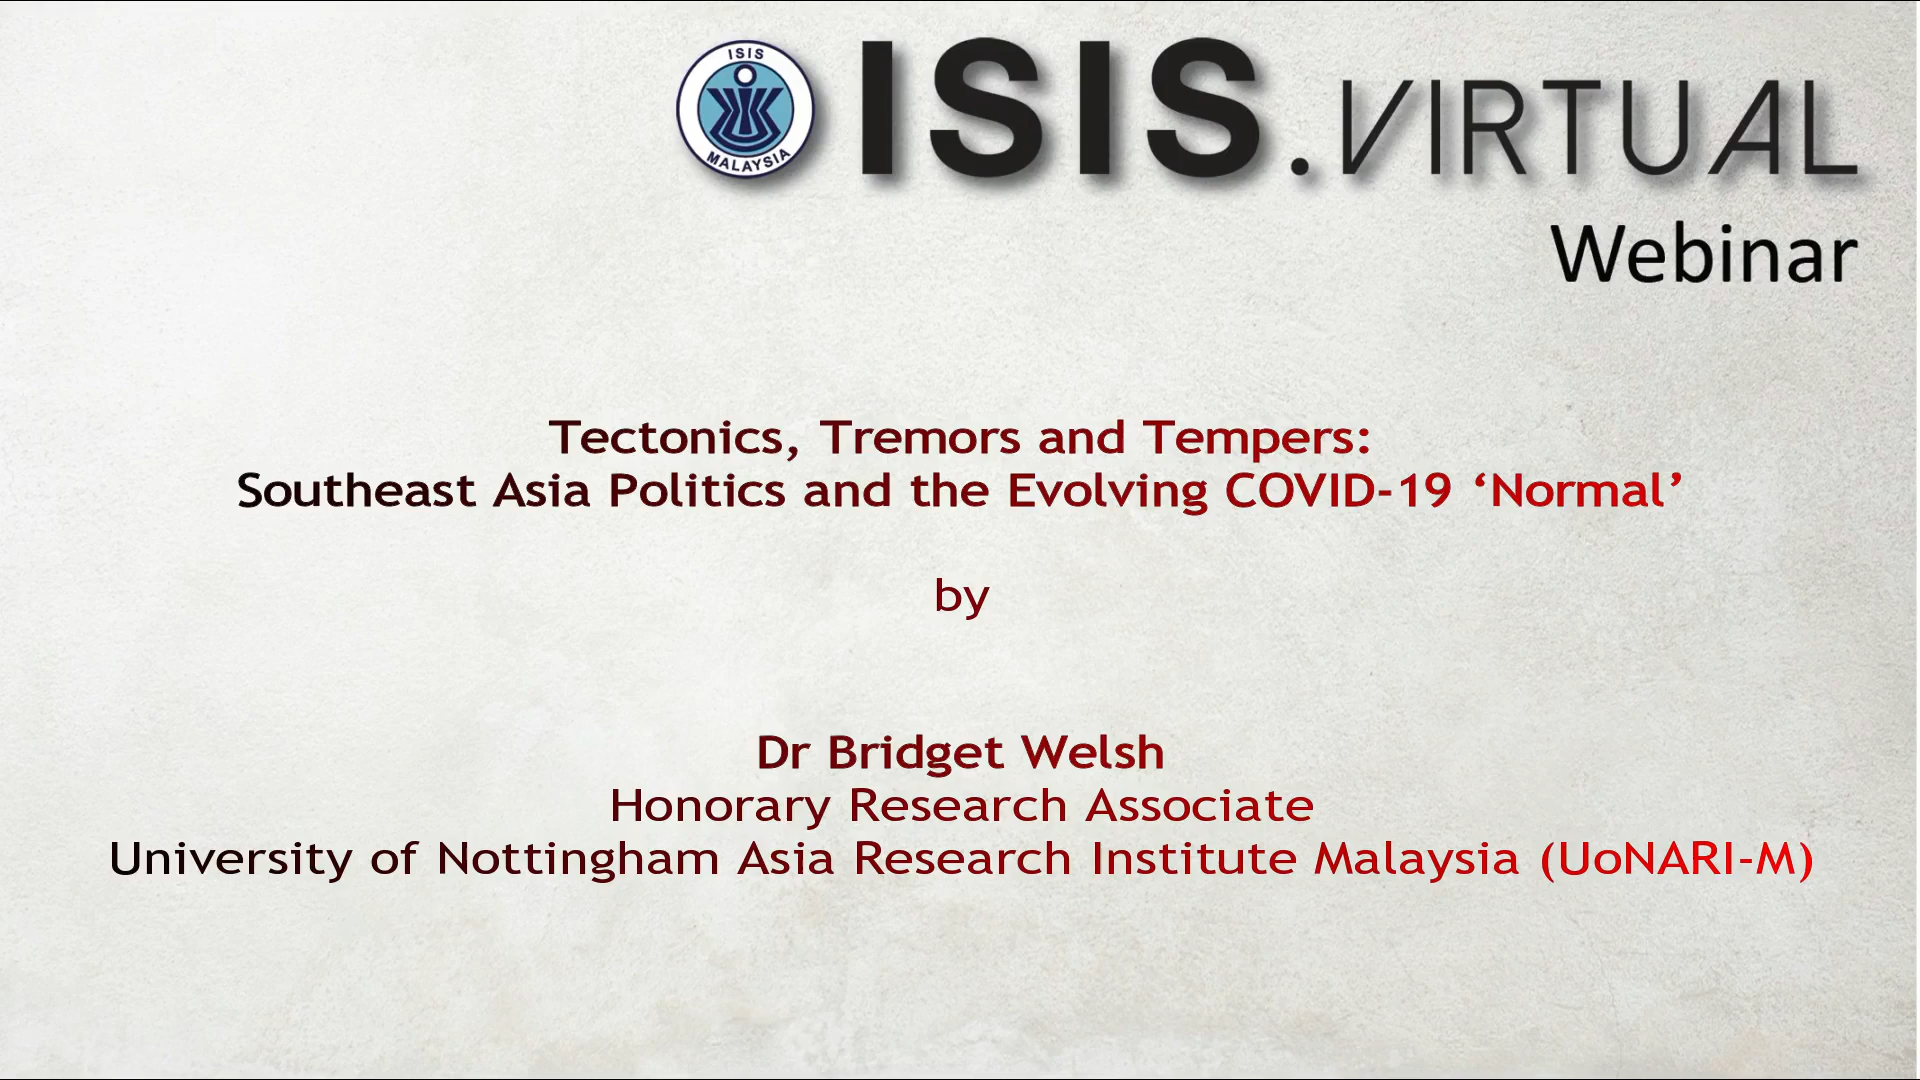 ISIS
MALAYSIA
ISIS.VIRTUAL
Webinar
Tectonics, Tremors and Tempers:
Southeast Asia Politics and the Evolving COVID-19 ‘Normal’
by
Dr Bridget Welsh
Honorary Research Associate
University of Nottingham Asia Research Institute Malaysia (UoNARI-M)